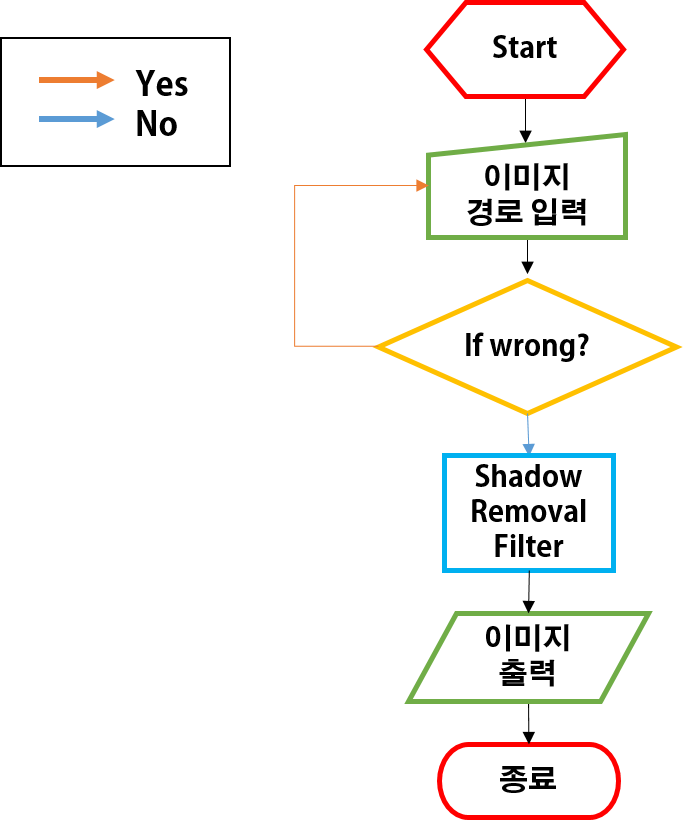 Start
Yes
No
이미지
경로 입력
If wrong?
Shadow
Removal
Filter
이미지
출력
종료